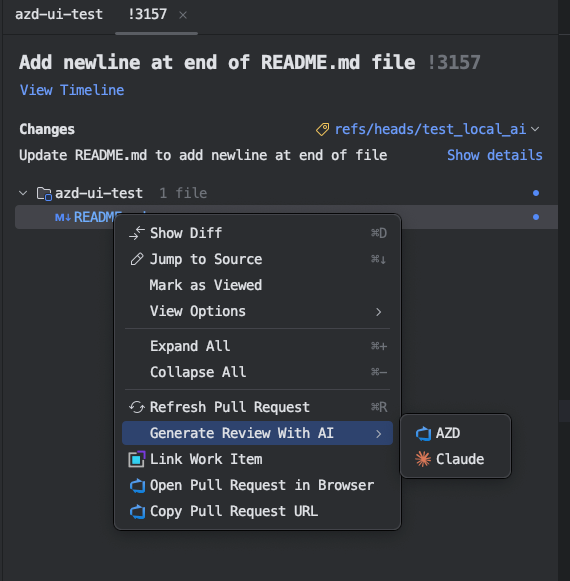 azd-ui-test !3157
Add newline at end of README.md file !3157
View Timeline
Changes refs/heads/test_local_ai
Update README.md to add newline at end of file Show details
azd-ui-test 1 file
M↓ README.md
Show Diff ⌘D
Jump to Source ⌘↓
Mark as Viewed
View Options
Expand All ⌘+
Collapse All ⌘−
Refresh Pull Request ⌘R
Generate Review With AI
AZD
Link Work Item
Claude
Open Pull Request in Browser
Copy Pull Request URL